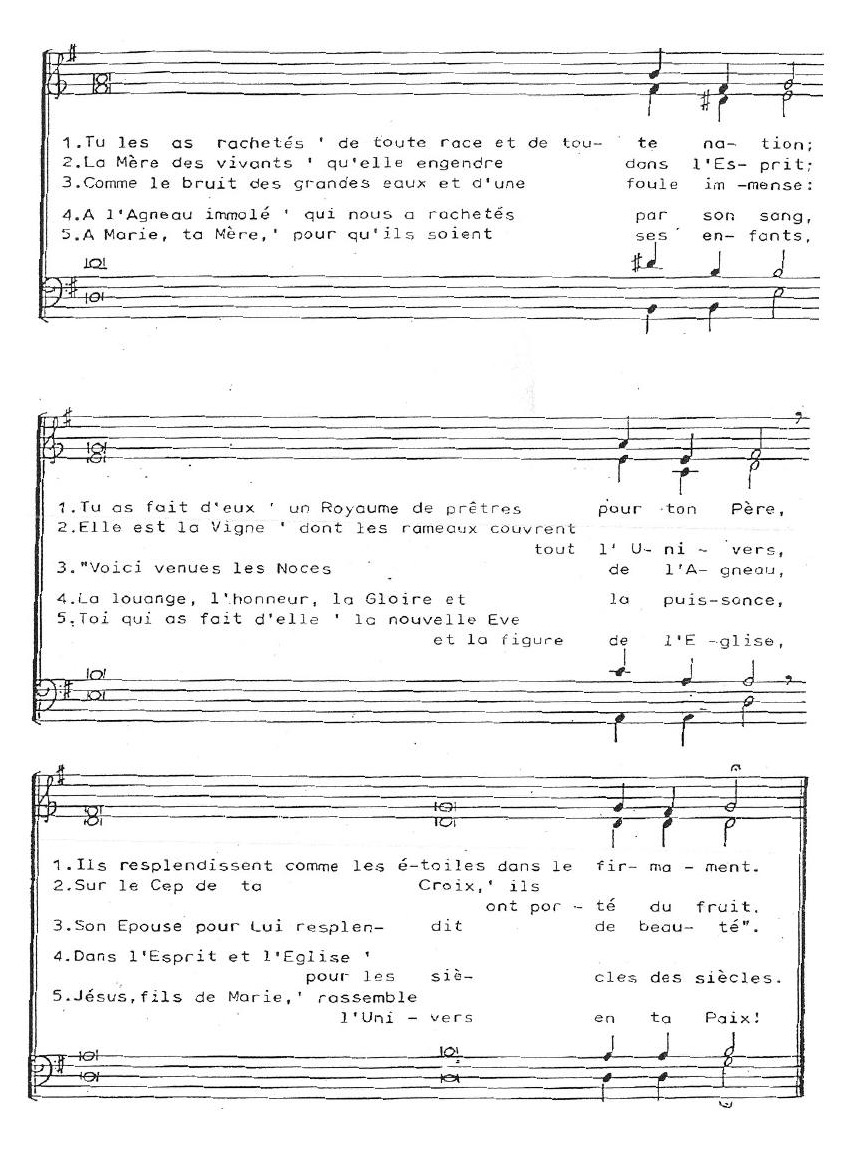 1.Tu les as rachetés ' de toute race et de tou- te na- tion;
2.La Mère des vivants ' qu'elle engendre dans l'Es- prit;
3.Comme le bruit des grandes eaux et d'une foule im -mense:
4.A l'Agneau immolé ' qui nous a rachetés par son sang,
5.A Marie, ta Mère,' pour qu'ils soient ses en- fants,
1.Tu as fait d'eux ' un Royaume de prêtres pour ton Père,
2.Elle est la Vigne ' dont les rameaux couvrent
tout l' U- ni - vers,
3."Voici venues les Noces de l'A- gneau,
4.La louange, l'honneur, la Gloire et la puis-sance,
5.Toi qui as fait d'elle ' la nouvelle Eve
et la figure de l'E -glise,
1.Ils resplendissent comme les é-toiles dans le fir- ma - ment.
2.Sur le Cep de ta Croix,' ils
ont por - té du fruit.
3.Son Epouse pour Lui resplen- dit de beau- té".
4.Dans l'Esprit et l'Eglise '
pour les siè- cles des siècles.
5.Jésus,fils de Marie,' rassemble
l'Uni - vers en ta Paix!